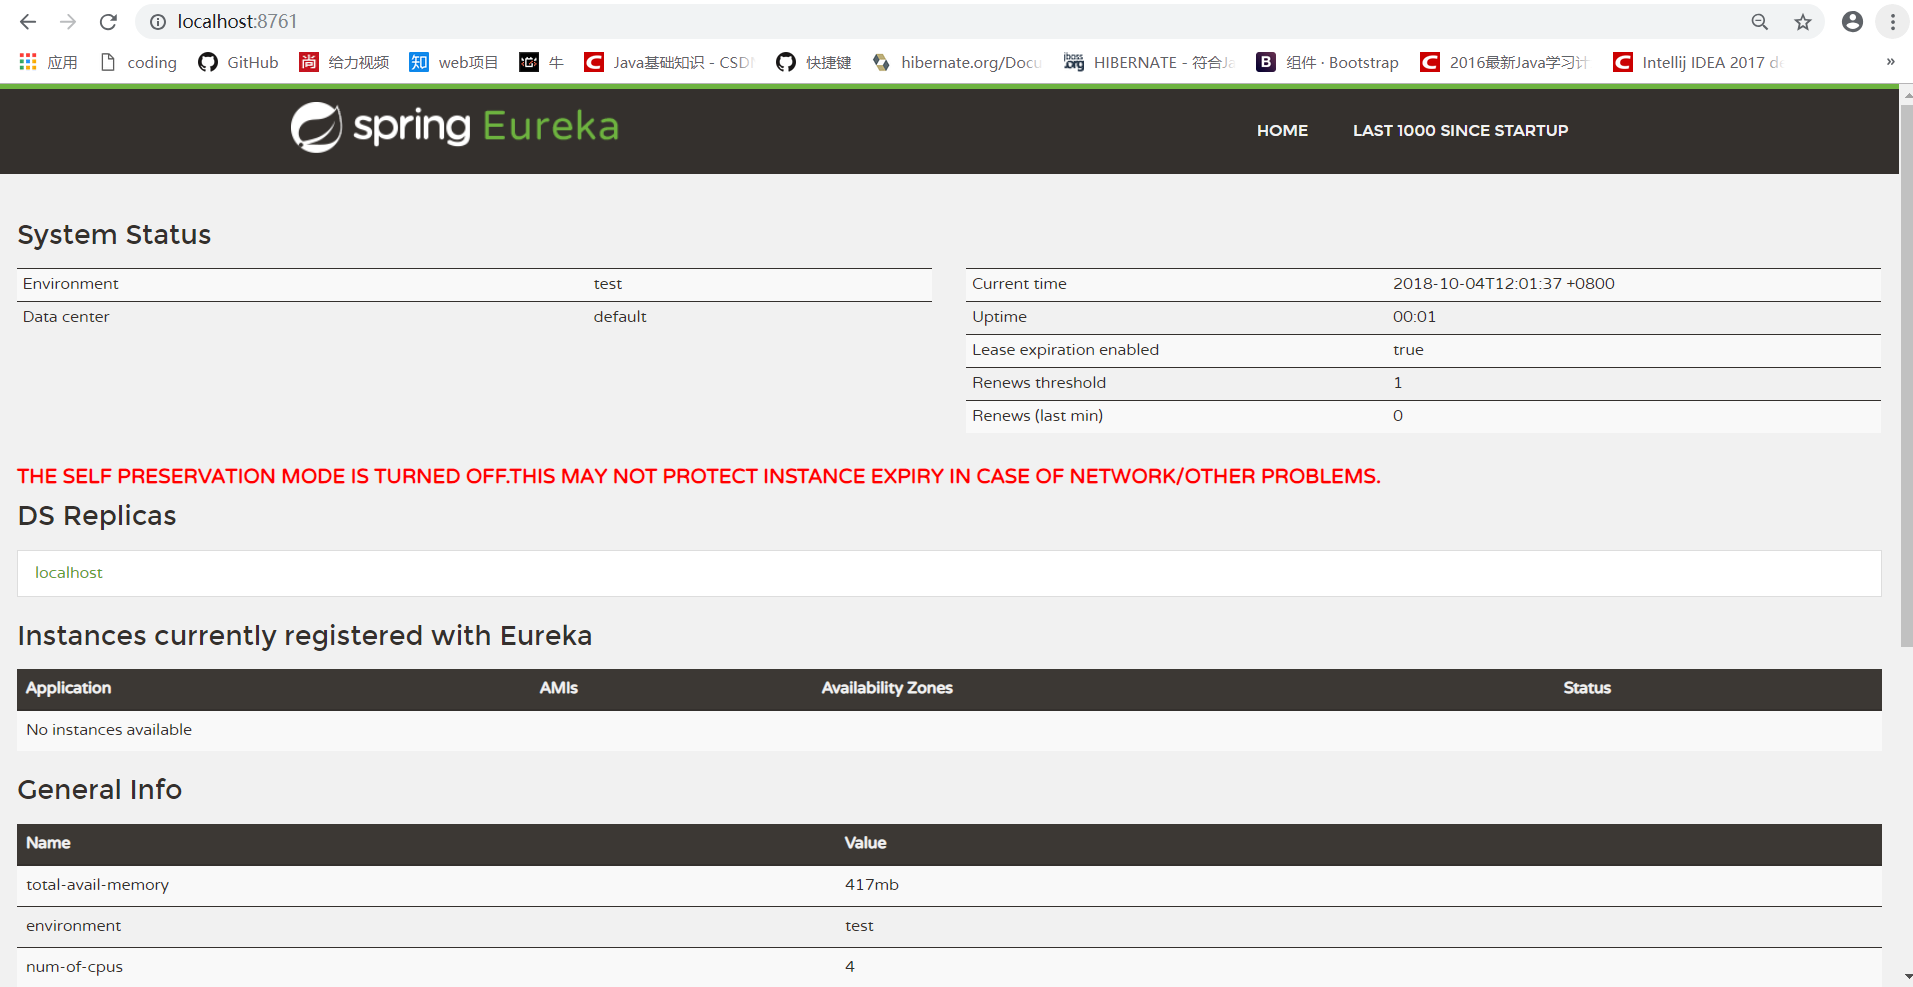 localhost:8761
应用 coding GitHub 尚 给力视频 知 web项目 牛 C Java基础知识 - CSD jboss.org hibernate.org/Docu HIBERNATE - 符合Ja B 组件 · Bootstrap C 2016最新Java学习计 C Intellij IDEA 2017 de »
spring Eureka HOME LAST 1000 SINCE STARTUP
System Status
Environment test
Data center default
Current time 2018-10-04T12:01:37 +0800
Uptime 00:01
Lease expiration enabled true
Renews threshold 1
Renews (last min) 0
THE SELF PRESERVATION MODE IS TURNED OFF.THIS MAY NOT PROTECT INSTANCE EXPIRY IN CASE OF NETWORK/OTHER PROBLEMS.
DS Replicas
localhost
Instances currently registered with Eureka
Application AMIs Availability Zones Status
No instances available
General Info
Name Value
total-avail-memory 417mb
environment test
num-of-cpus 4